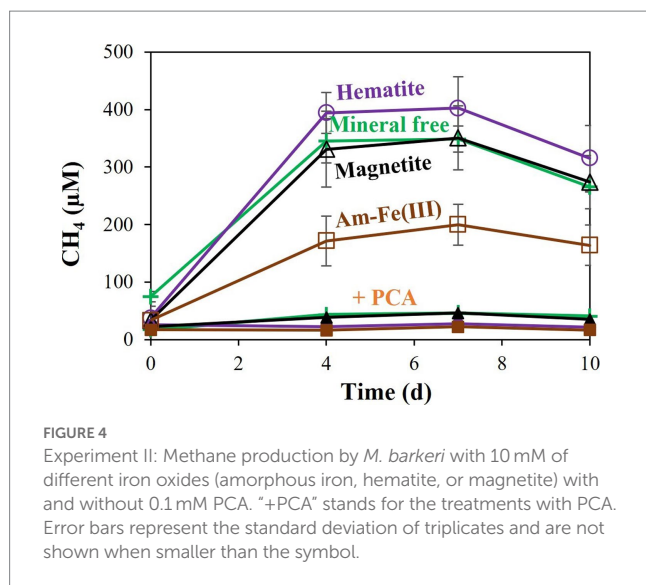 500
400
300
200
100
0
CH₄ (µM)
Hematite
Mineral free
Magnetite
Am-Fe(III)
+ PCA
0 2 4 6 8 10
Time (d)
FIGURE 4
Experiment II: Methane production by M. barkeri with 10 mM of
different iron oxides (amorphous iron, hematite, or magnetite) with
and without 0.1 mM PCA. "+PCA" stands for the treatments with PCA.
Error bars represent the standard deviation of triplicates and are not
shown when smaller than the symbol.